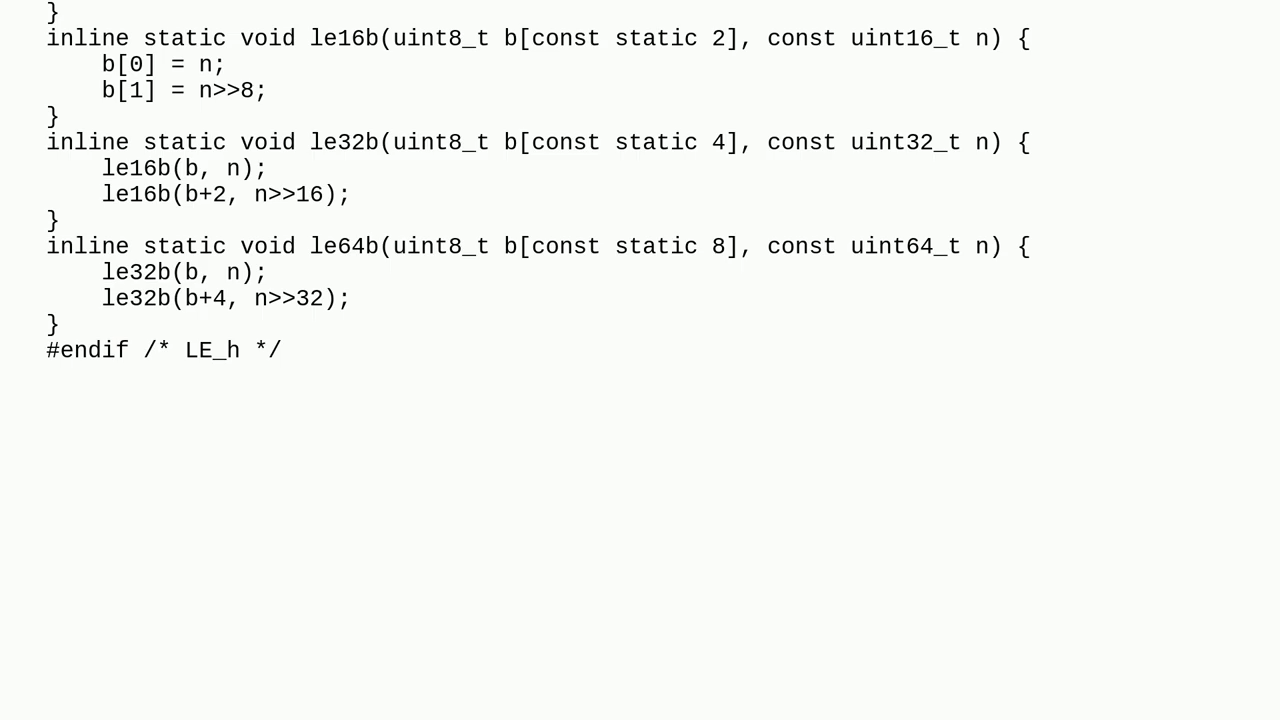 }
inline static void le16b(uint8_t b[const static 2], const uint16_t n) {
    b[0] = n;
    b[1] = n>>8;
}
inline static void le32b(uint8_t b[const static 4], const uint32_t n) {
    le16b(b, n);
    le16b(b+2, n>>16);
}
inline static void le64b(uint8_t b[const static 8], const uint64_t n) {
    le32b(b, n);
    le32b(b+4, n>>32);
}
#endif /* LE_h */